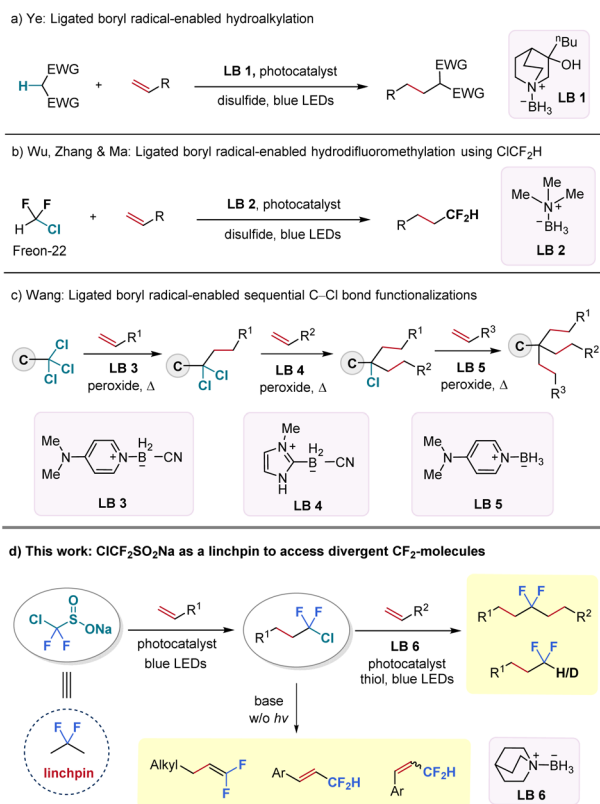 a) Ye: Ligated boryl radical-enabled hydroalkylation
H
EWG
EWG
+
R
LB 1, photocatalyst
disulfide, blue LEDs
R
EWG
EWG
nBu
OH
N
+
−
BH3
LB 1
b) Wu, Zhang & Ma: Ligated boryl radical-enabled hydrodifluoromethylation using ClCF2H
F F
H Cl
Freon-22
+
R
LB 2, photocatalyst
disulfide, blue LEDs
R
CF2H
Me
Me
N
+
Me
−
BH3
LB 2
c) Wang: Ligated boryl radical-enabled sequential C–Cl bond functionalizations
C
Cl
Cl
Cl
R1
LB 3
peroxide, Δ
C
R1
Cl
Cl
R2
LB 4
peroxide, Δ
C
R1
R2
Cl
R3
LB 5
peroxide, Δ
C
R1
R2
R3
Me
N
Me
+
N
H2
B
−
CN
LB 3
Me
N
+
N
H
H2
B
−
CN
LB 4
Me
N
Me
+
N
−
BH3
LB 5
d) This work: ClCF2SO2Na as a linchpin to access divergent CF2-molecules
O
Cl
S
ONa
F F
R1
photocatalyst
blue LEDs
F F
R1
Cl
R2
LB 6
photocatalyst
thiol, blue LEDs
F F
R1
R2
F F
R1
H/D
F F
linchpin
base
w/o hv
Alkyl
F
F
Ar
CF2H
CF2H
Ar
N
+
−
BH3
LB 6